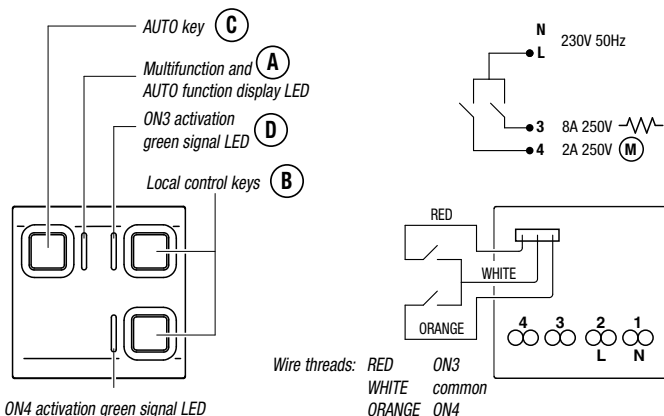 AUTO key C
Multifunction and A
AUTO function display LED
ON3 activation
green signal LED D
Local control keys B
ON4 activation green signal LED
N
L 230V 50Hz
3 8A 250V
4 2A 250V M
RED
WHITE
ORANGE
4 3 2 1
L N
Wire threads: RED ON3
WHITE common
ORANGE ON4